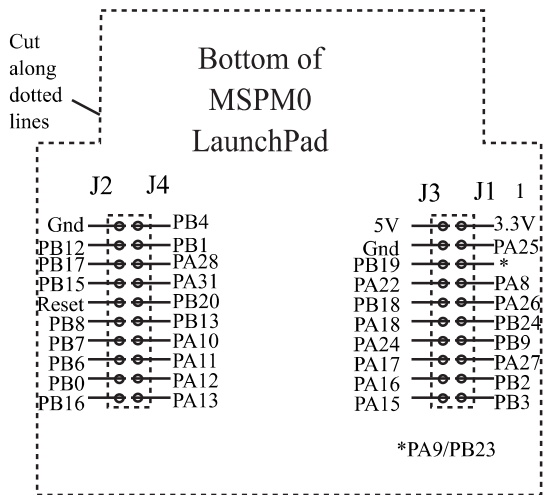 Cut
along
dotted
lines
Bottom of
MSPM0
LaunchPad
J2 J4
Gnd PB4
PB12 PB1
PB17 PA28
PB15 PA31
Reset PB20
PB8 PB13
PB7 PA10
PB6 PA11
PB0 PA12
PB16 PA13
J3 J1 1
5V 3.3V
Gnd PA25
PB19 *
PA22 PA8
PB18 PA26
PA18 PB24
PA24 PB9
PA17 PA27
PA16 PB2
PA15 PB3
*PA9/PB23